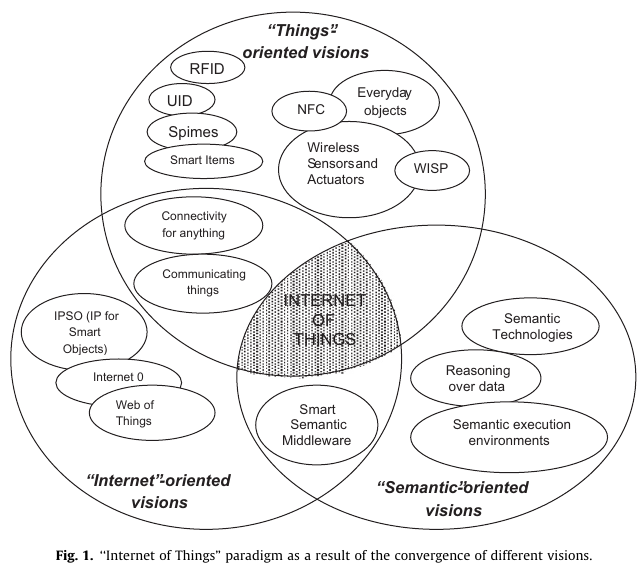 “Things”-
oriented visions
RFID
UID
Spimes
Smart Items
NFC
Everyday
objects
Wireless
Sensors and
Actuators
WISP
Connectivity
for anything
Communicating
things
INTERNET
OF
THINGS
IPSO (IP for
Smart
Objects)
Internet 0
Web of
Things
Semantic
Technologies
Reasoning
over data
Semantic execution
environments
Smart
Semantic
Middleware
“Internet”-oriented
visions
“Semantic”-oriented
visions
Fig. 1. “Internet of Things” paradigm as a result of the convergence of different visions.